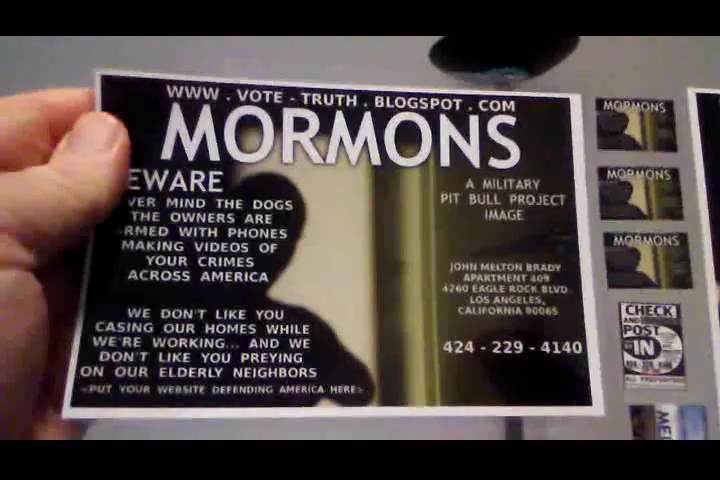 WWW . VOTE - TRUTH . BLOGSPOT . COM
MORMONS
EWARE
VER MIND THE DOGS
THE OWNERS ARE
RMED WITH PHONES
MAKING VIDEOS OF
YOUR CRIMES
ACROSS AMERICA
WE DON'T LIKE YOU
CASING OUR HOMES WHILE
WE'RE WORKING... AND WE
DON'T LIKE YOU PREYING
ON OUR ELDERLY NEIGHBORS
<PUT YOUR WEBSITE DEFENDING AMERICA HERE>
A MILITARY
PIT BULL PROJECT
IMAGE
JOHN MELTON BRADY
APARTMENT 409
4260 EAGLE ROCK BLVD.
LOS ANGELES,
CALIFORNIA 90065
424 - 229 - 4140
MORMONS
MORMONS
MORMONS
CHECK
AND
POST
IN